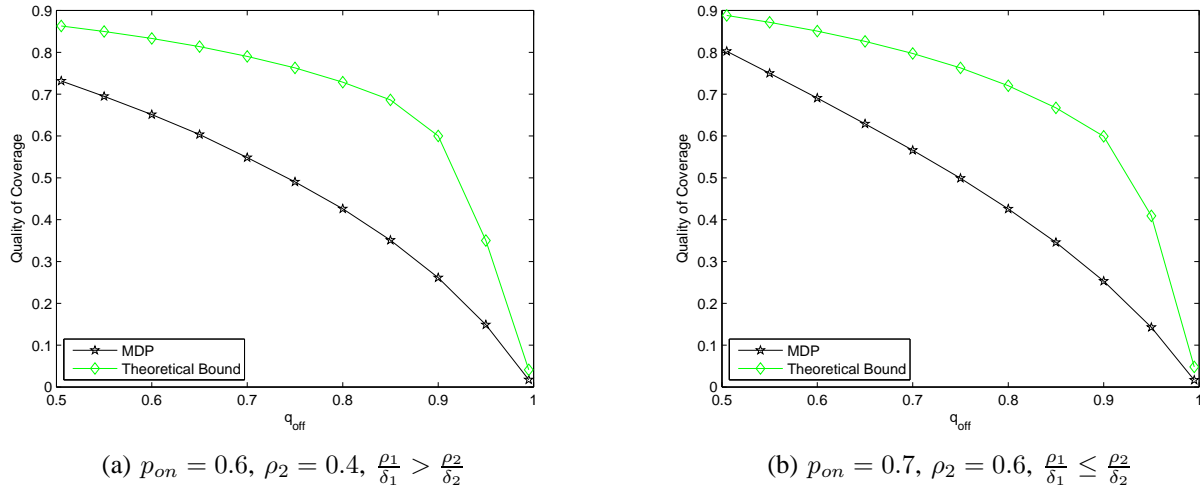 0.9
0.8
0.7
0.6
0.5
0.4
0.3
0.2
0.1
0
Quality of Coverage
MDP
Theoretical Bound
0.5 0.6 0.7 0.8 0.9 1
q_off
(a) p_on = 0.6, ρ_2 = 0.4, ρ_1/δ_1 > ρ_2/δ_2
0.9
0.8
0.7
0.6
0.5
0.4
0.3
0.2
0.1
0
Quality of Coverage
MDP
Theoretical Bound
0.5 0.6 0.7 0.8 0.9 1
q_off
(b) p_on = 0.7, ρ_2 = 0.6, ρ_1/δ_1 ≤ ρ_2/δ_2